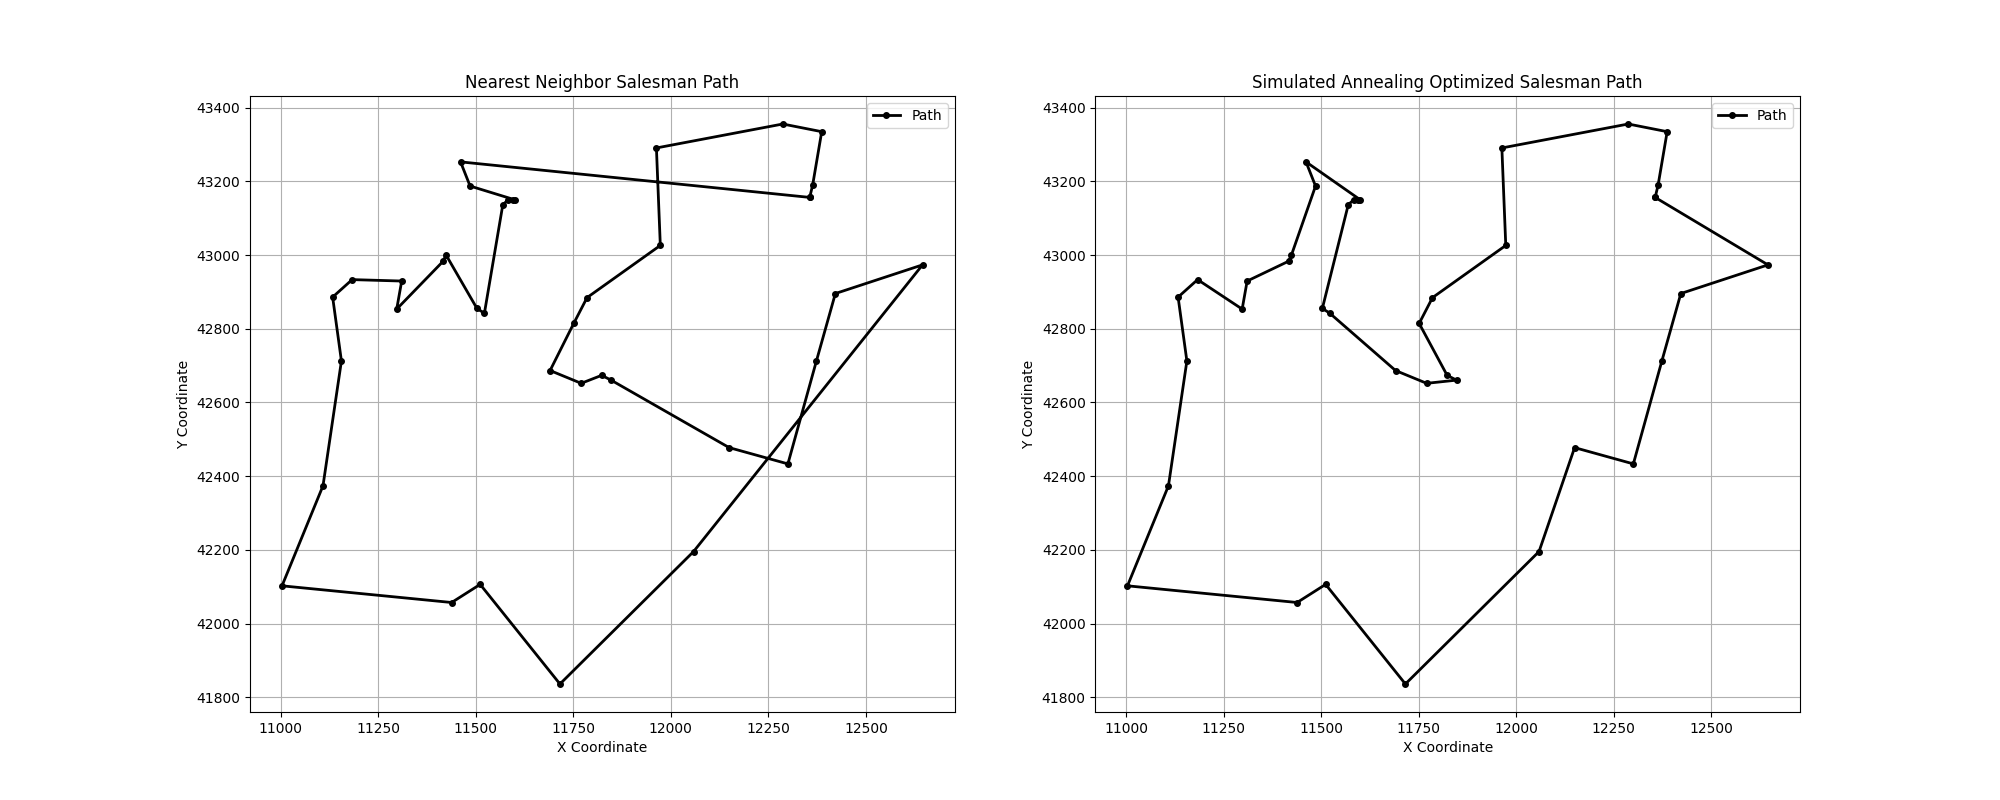 Nearest Neighbor Salesman Path
Path
43400
43200
43000
42800
42600
42400
42200
42000
41800
Y Coordinate
11000 11250 11500 11750 12000 12250 12500
X Coordinate
Simulated Annealing Optimized Salesman Path
Path
43400
43200
43000
42800
42600
42400
42200
42000
41800
Y Coordinate
11000 11250 11500 11750 12000 12250 12500
X Coordinate